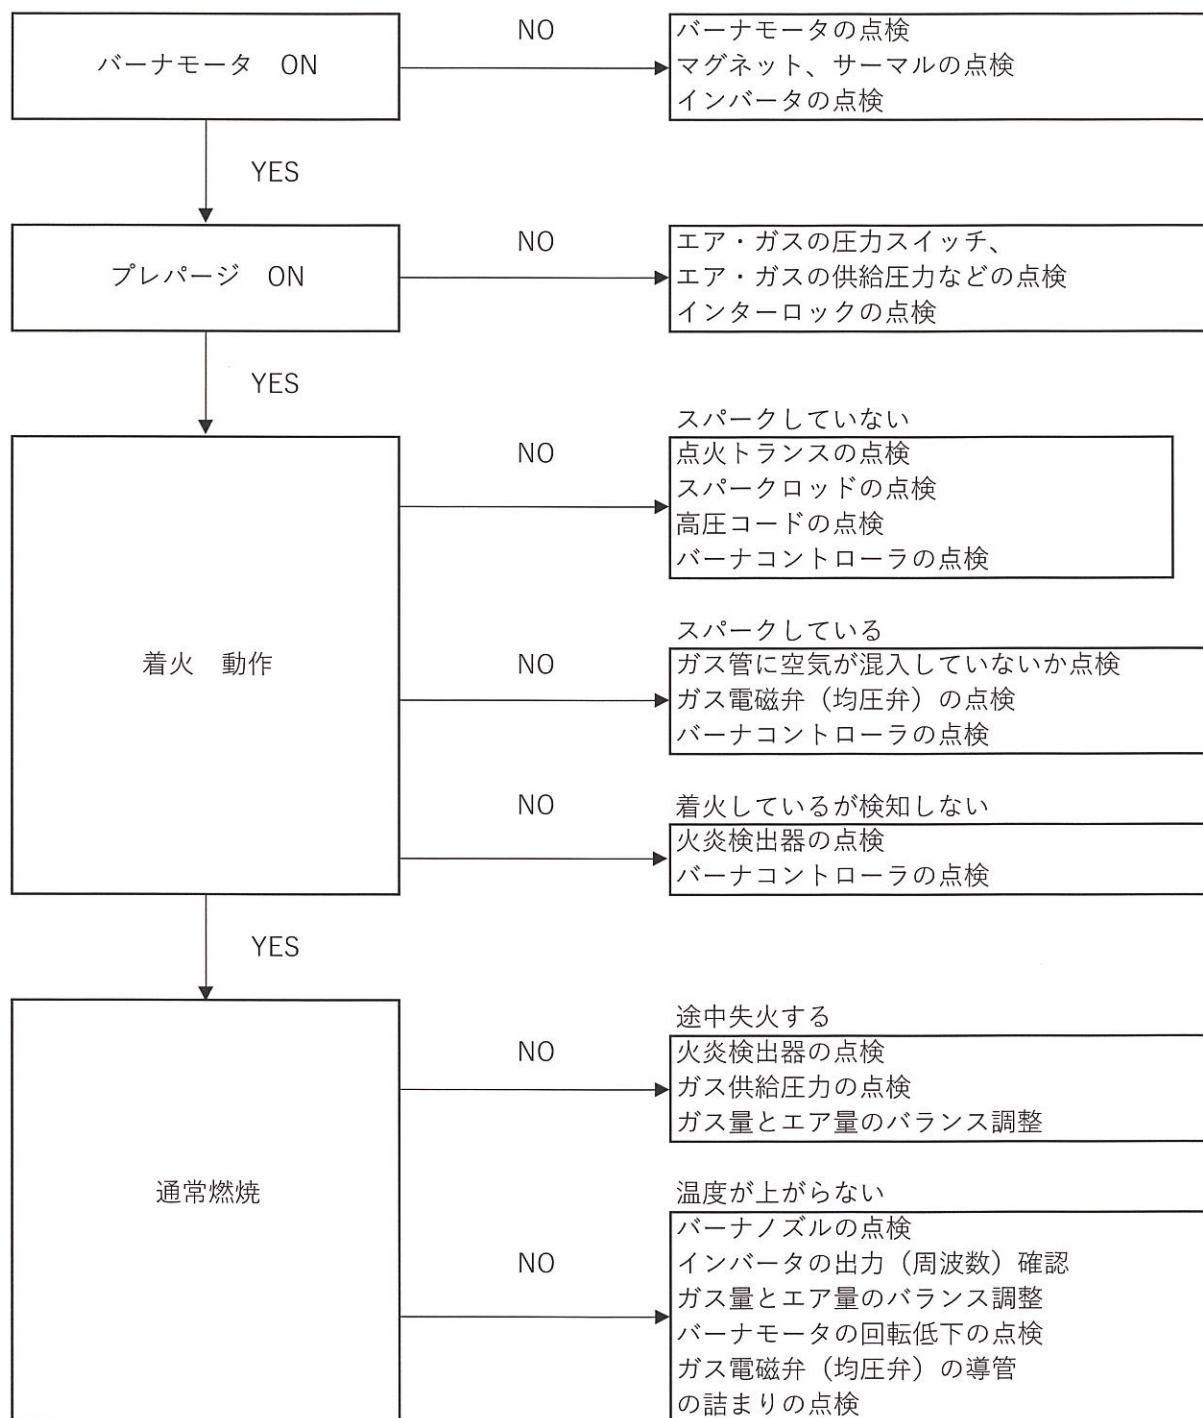 バーナモータ　ON
NO
バーナモータの点検
マグネット、サーマルの点検
インバータの点検
YES
プレパージ　ON
NO
エア・ガスの圧力スイッチ、
エア・ガスの供給圧力などの点検
インターロックの点検
YES
着火　動作
NO
スパークしていない
点火トランスの点検
スパークロッドの点検
高圧コードの点検
バーナコントローラの点検
NO
スパークしている
ガス管に空気が混入していないか点検
ガス電磁弁（均圧弁）の点検
バーナコントローラの点検
NO
着火しているが検知しない
火炎検出器の点検
バーナコントローラの点検
YES
通常燃焼
NO
途中失火する
火炎検出器の点検
ガス供給圧力の点検
ガス量とエア量のバランス調整
NO
温度が上がらない
バーナノズルの点検
インバータの出力（周波数）確認
ガス量とエア量のバランス調整
バーナモータの回転低下の点検
ガス電磁弁（均圧弁）の導管
の詰まりの点検